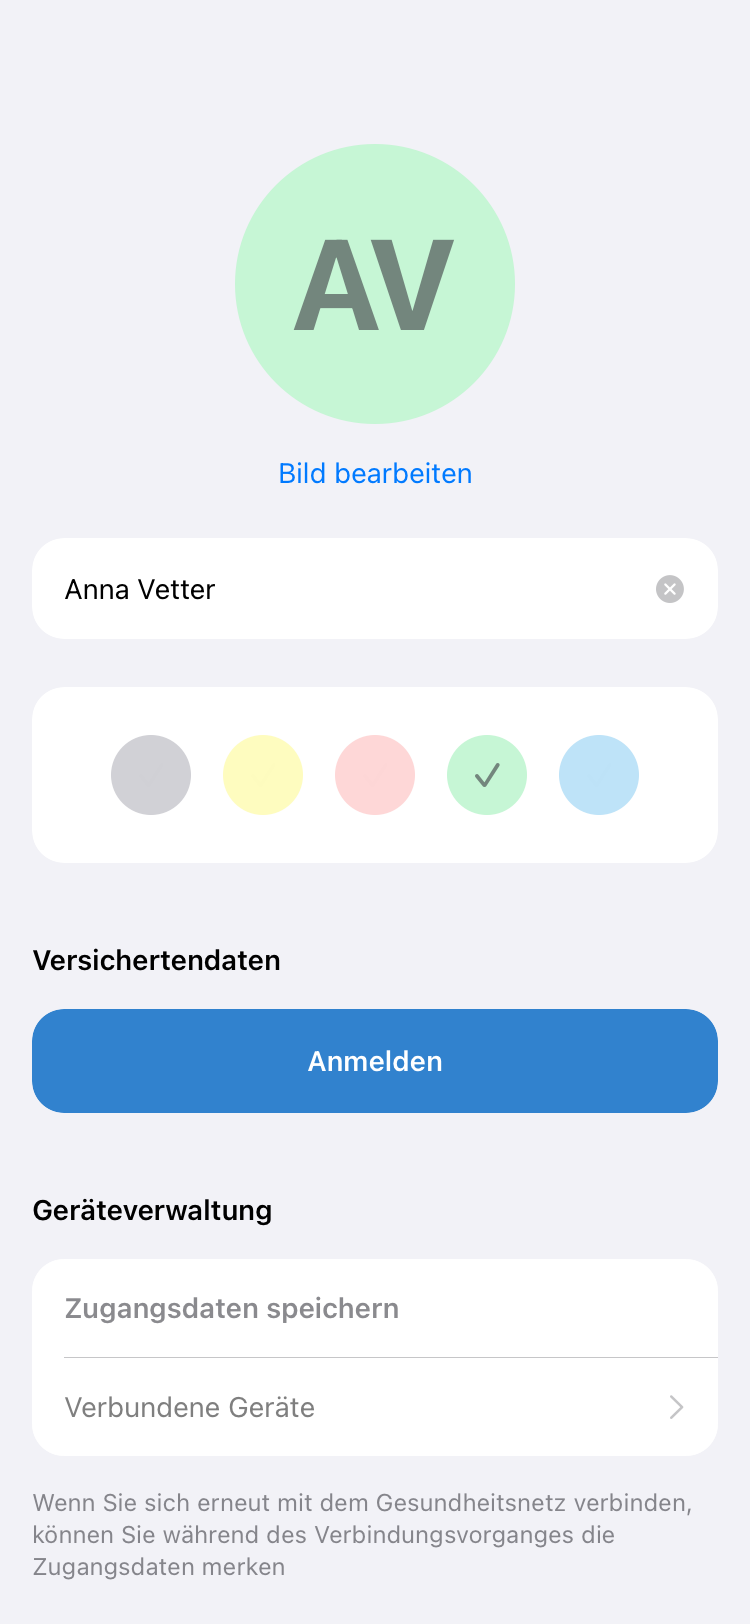 AV
Bild bearbeiten
Anna Vetter
Versichertendaten
Anmelden
Geräteverwaltung
Zugangsdaten speichern
Verbundene Geräte
Wenn Sie sich erneut mit dem Gesundheitsnetz verbinden,
können Sie während des Verbindungsvorganges die
Zugangsdaten merken